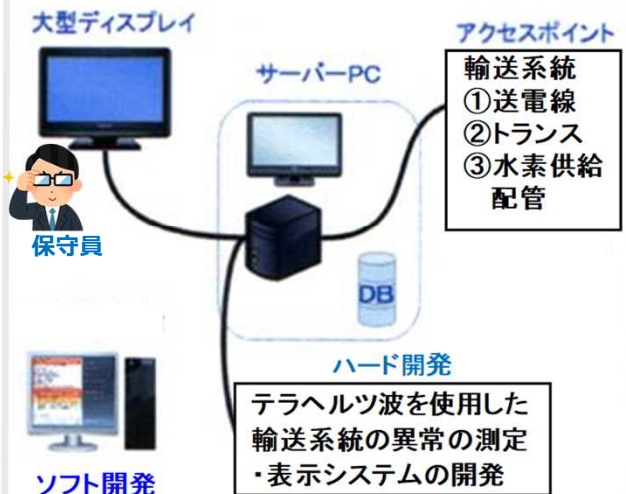 大型ディスプレイ
サーバーPC
アクセスポイント
輸送系統
①送電線
②トランス
③水素供給
配管
保守員
DB
ハード開発
テラヘルツ波を使用した
輸送系統の異常の測定
・表示システムの開発
ソフト開発